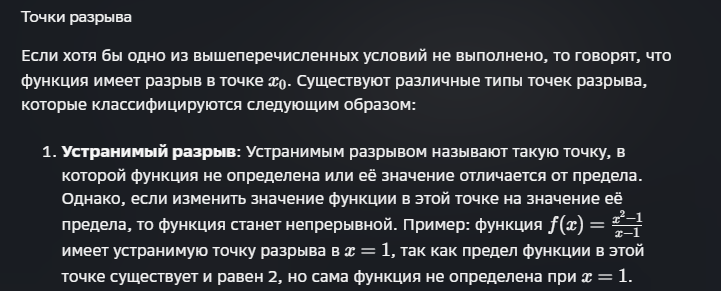 Точки разрыва
Если хотя бы одно из вышеперечисленных условий не выполнено, то говорят, что
функция имеет разрыв в точке x₀. Существуют различные типы точек разрыва,
которые классифицируются следующим образом:
1. Устранимый разрыв: Устранимым разрывом называют такую точку, в
которой функция не определена или её значение отличается от предела.
Однако, если изменить значение функции в этой точке на значение её
предела, то функция станет непрерывной. Пример: функция f(x) = \frac{x²−1}{x−1}
имеет устранимую точку разрыва в x = 1, так как предел функции в этой
точке существует и равен 2, но сама функция не определена при x = 1.